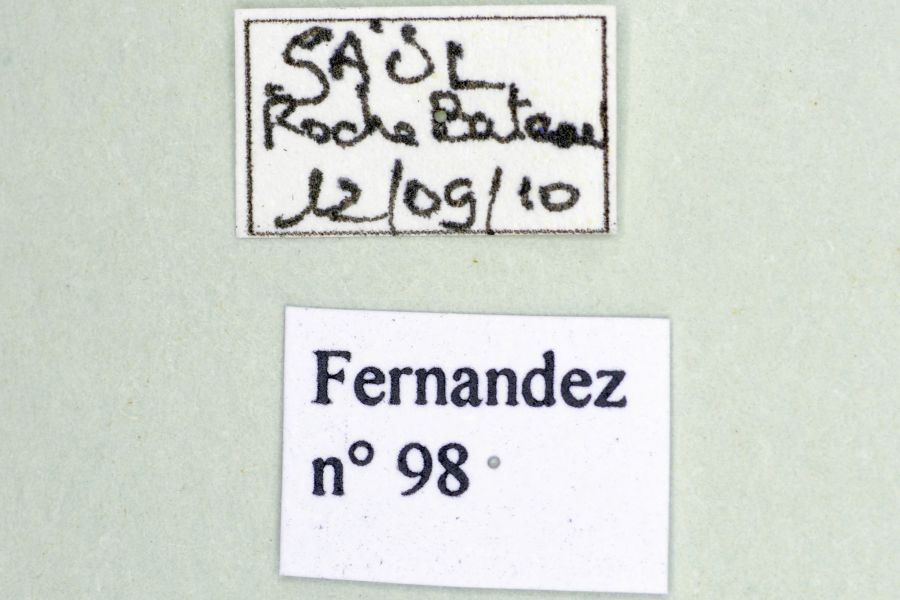 SAÜL
Roche Bateau
12/09/10
Fernandez
n° 98